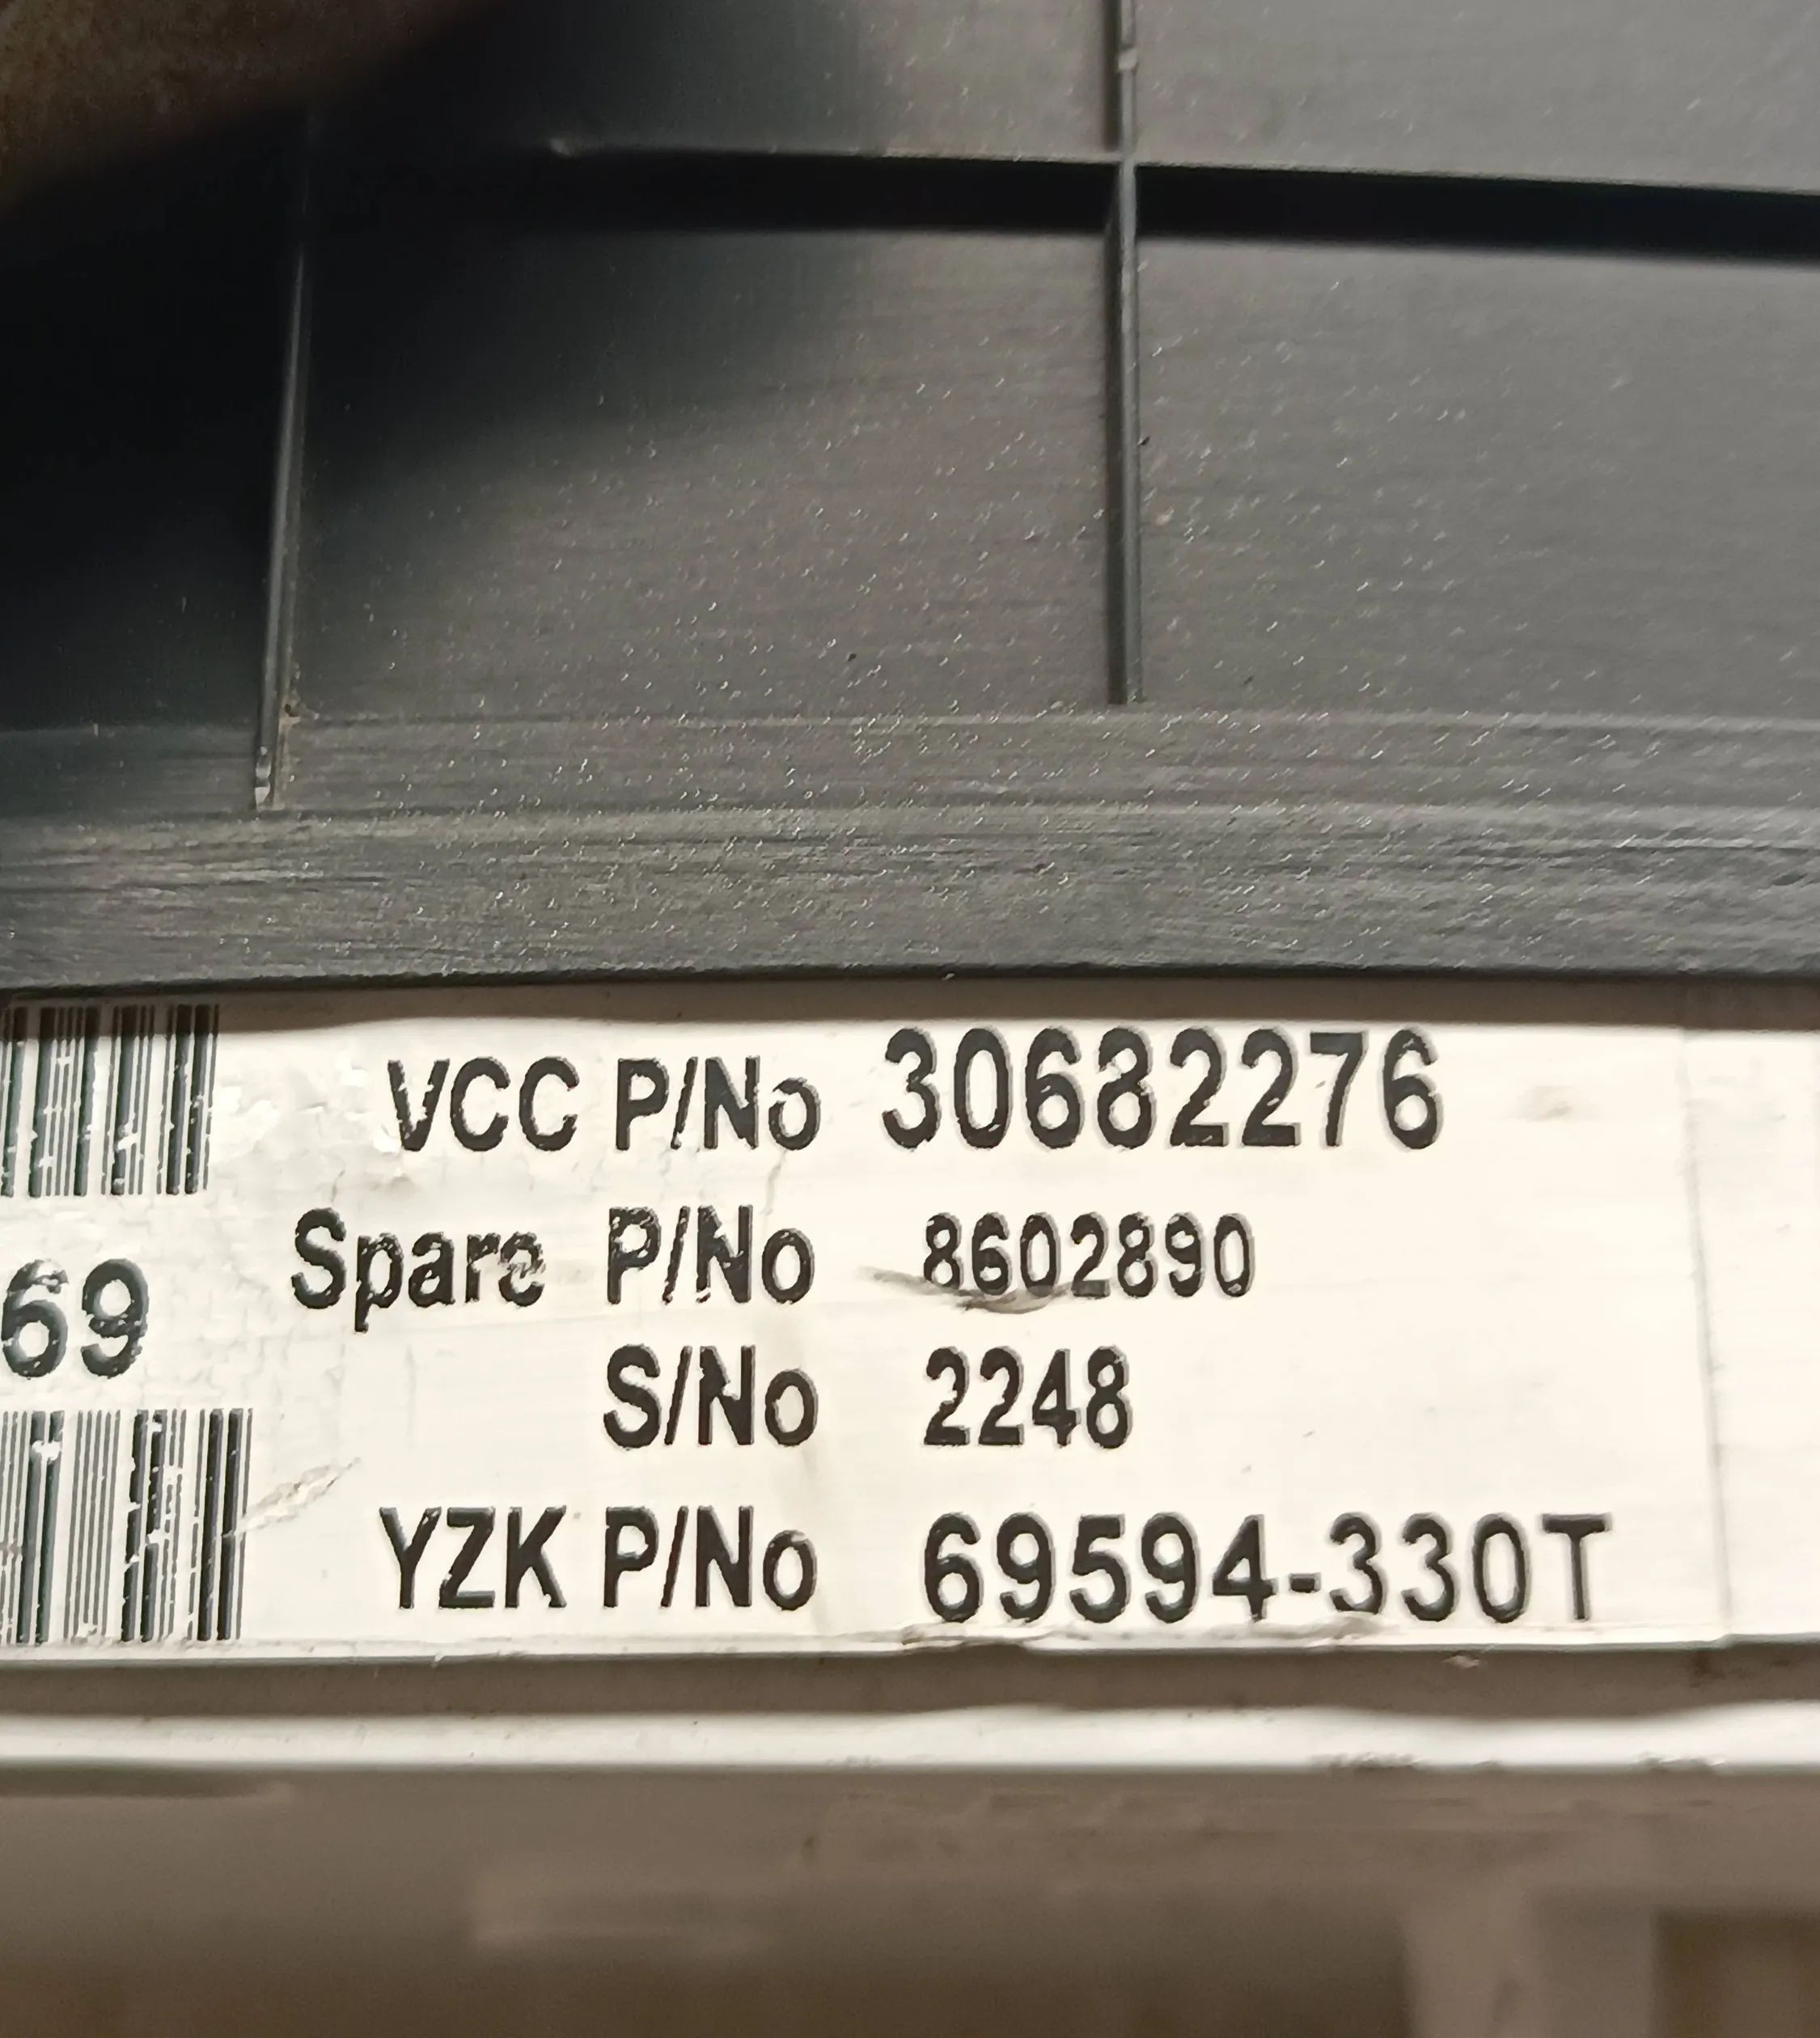 VCC P/No 30682276
Spare P/No 8602890
69
S/No 2248
YZK P/No 69594-330T